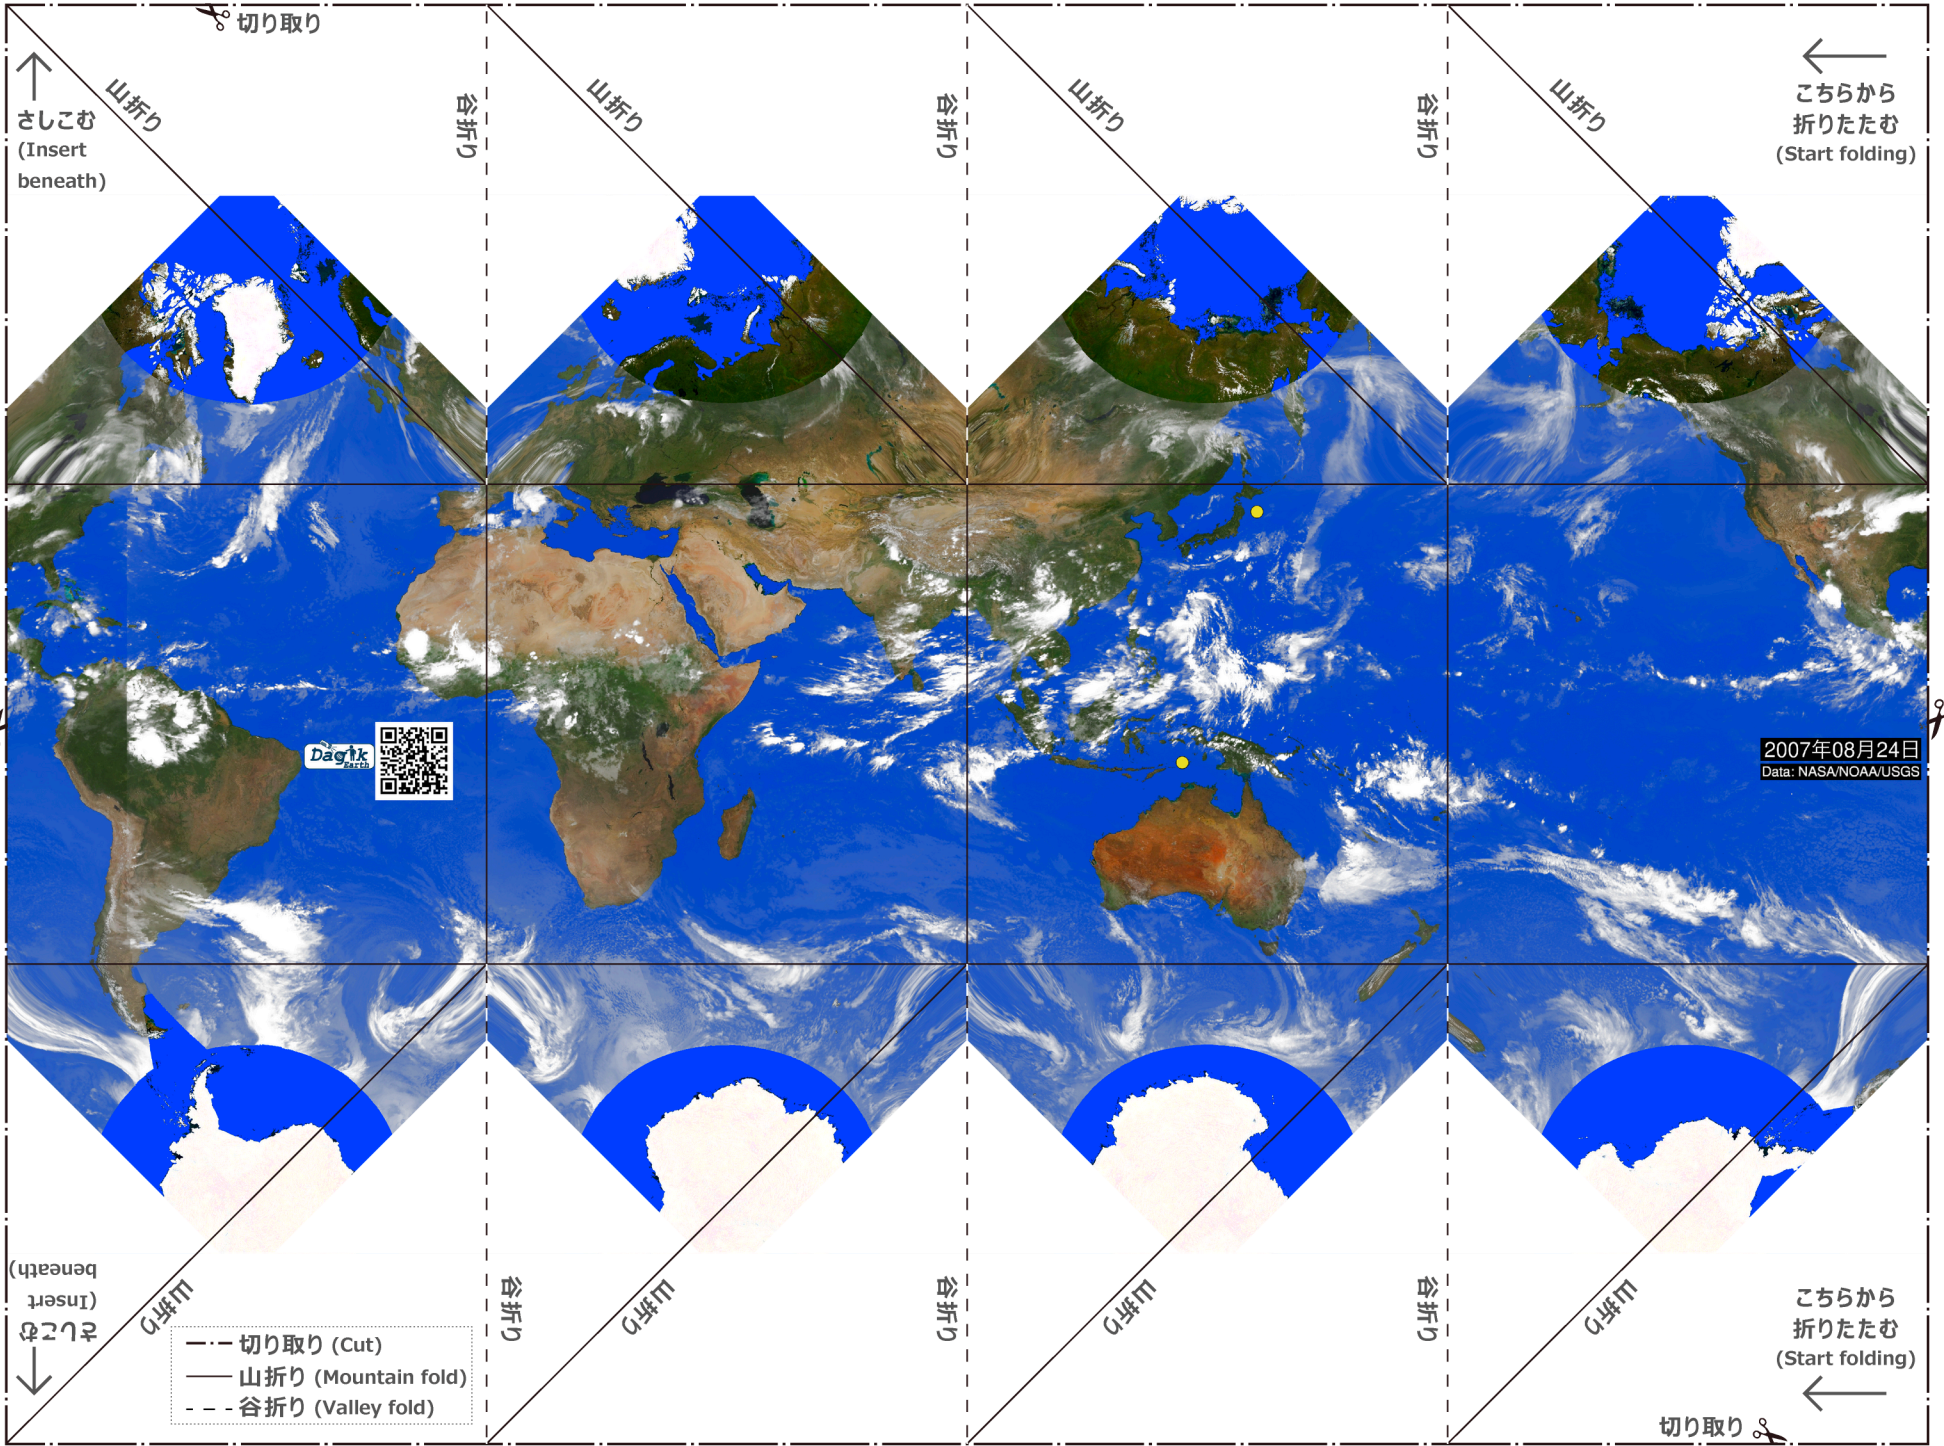 切り取り
山折り
谷折り
山折り
谷折り
山折り
谷折り
山折り
さしこむ
(Insert
beneath)
こちらから
折りたたむ
(Start folding)
Dagik
Earth
2007年08月24日
Data: NASA/NOAA/USGS
さしこむ
(Insert
beneath)
山折り
谷折り
山折り
谷折り
山折り
谷折り
山折り
こちらから
折りたたむ
(Start folding)
切り取り (Cut)
山折り (Mountain fold)
谷折り (Valley fold)
切り取り